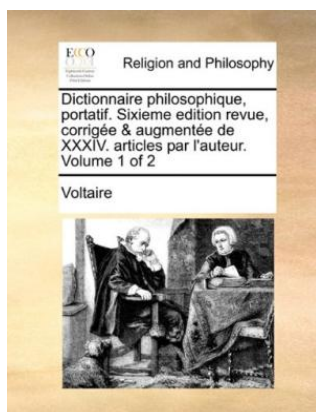 ECCO
Religion and Philosophy
Dictionnaire philosophique,
portatif. Sixieme edition revue,
corrigée & augmentée de
XXXIV. articles par l'auteur.
Volume 1 of 2
Voltaire